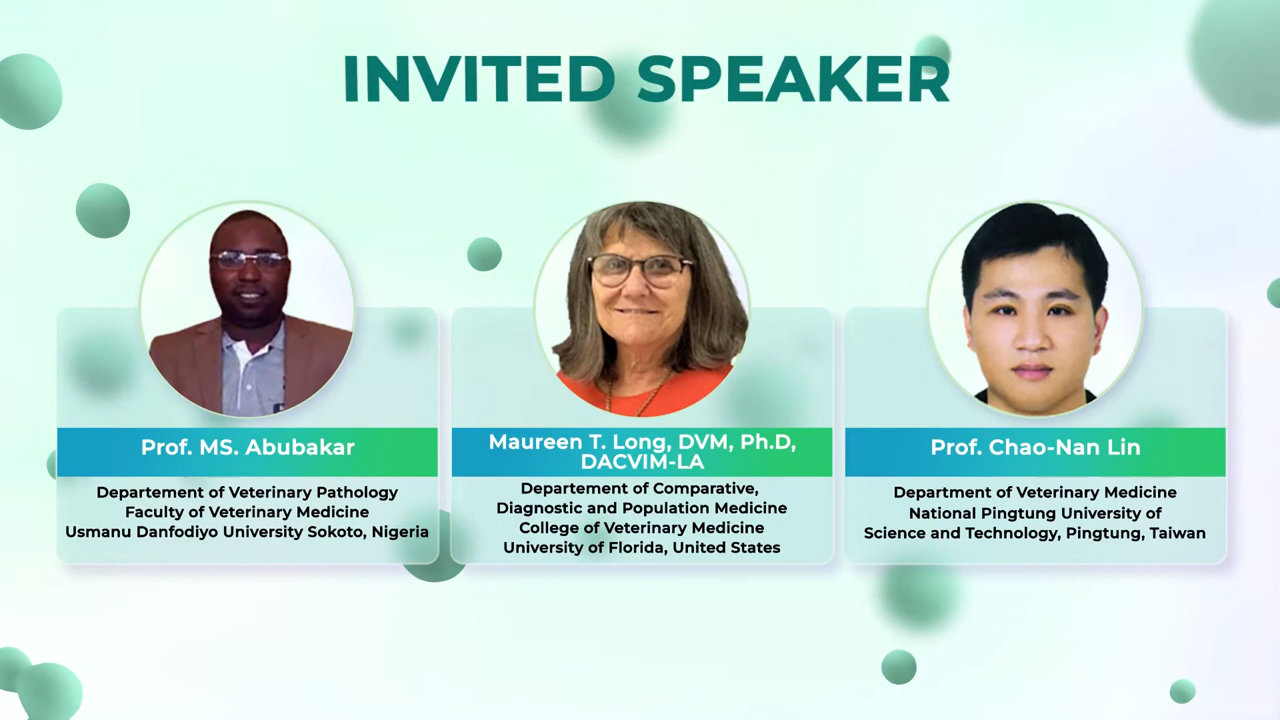 INVITED SPEAKER
Prof. MS. Abubakar
Departement of Veterinary Pathology
Faculty of Veterinary Medicine
Usmanu Danfodiyo University Sokoto, Nigeria
Maureen T. Long, DVM, Ph.D,
DACVIM-LA
Departement of Comparative,
Diagnostic and Population Medicine
College of Veterinary Medicine
University of Florida, United States
Prof. Chao-Nan Lin
Department of Veterinary Medicine
National Pingtung University of
Science and Technology, Pingtung, Taiwan